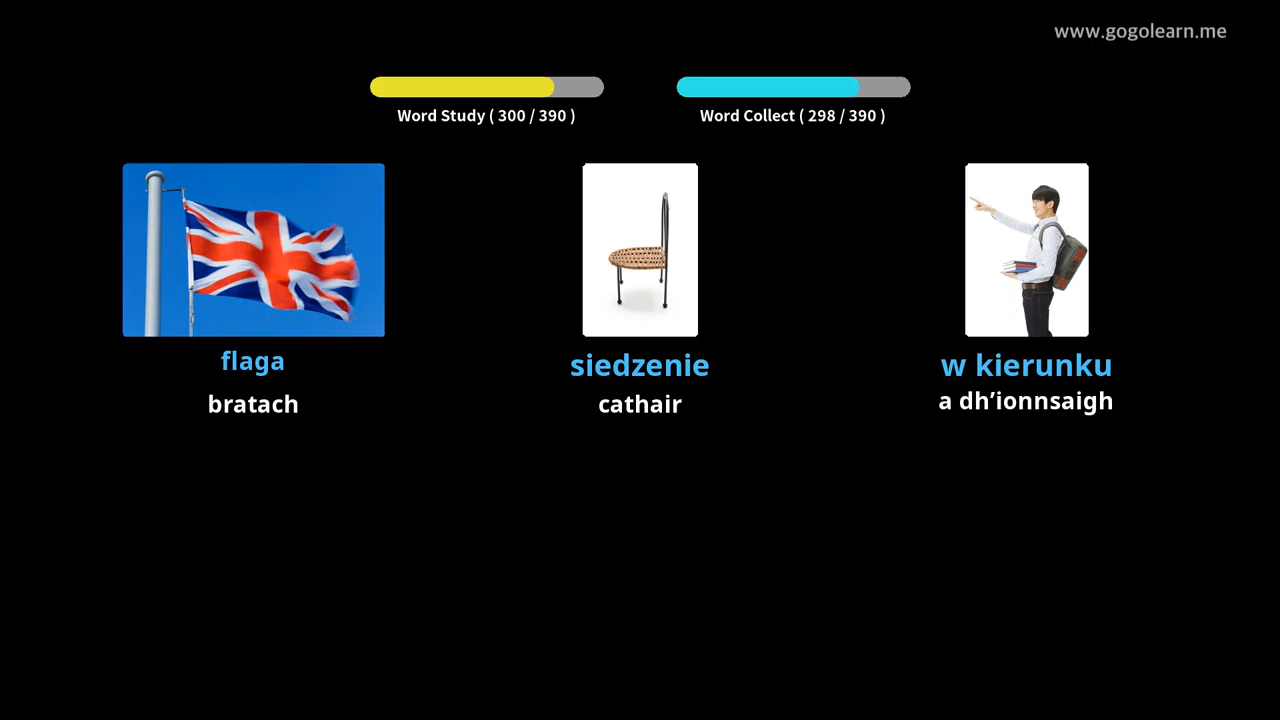 www.gogolearn.me
Word Study ( 300 / 390 )
Word Collect ( 298 / 390 )
flaga
bratach
siedzenie
cathair
w kierunku
a dh’ionnsaigh